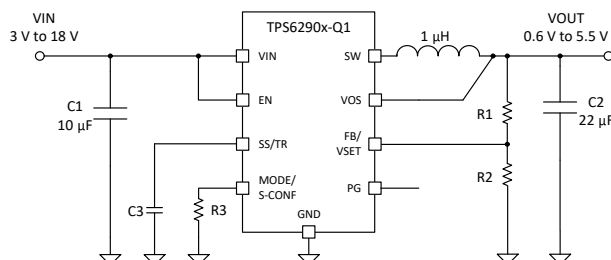 TPS6290x-Q1
VIN
3 V to 18 V
VOUT
0.6 V to 5.5 V
1 µH
VIN
SW
EN
VOS
C1
10 µF
R1
C2
22 µF
SS/TR
FB/
VSET
MODE/
S-CONF
PG
R2
C3
R3
GND